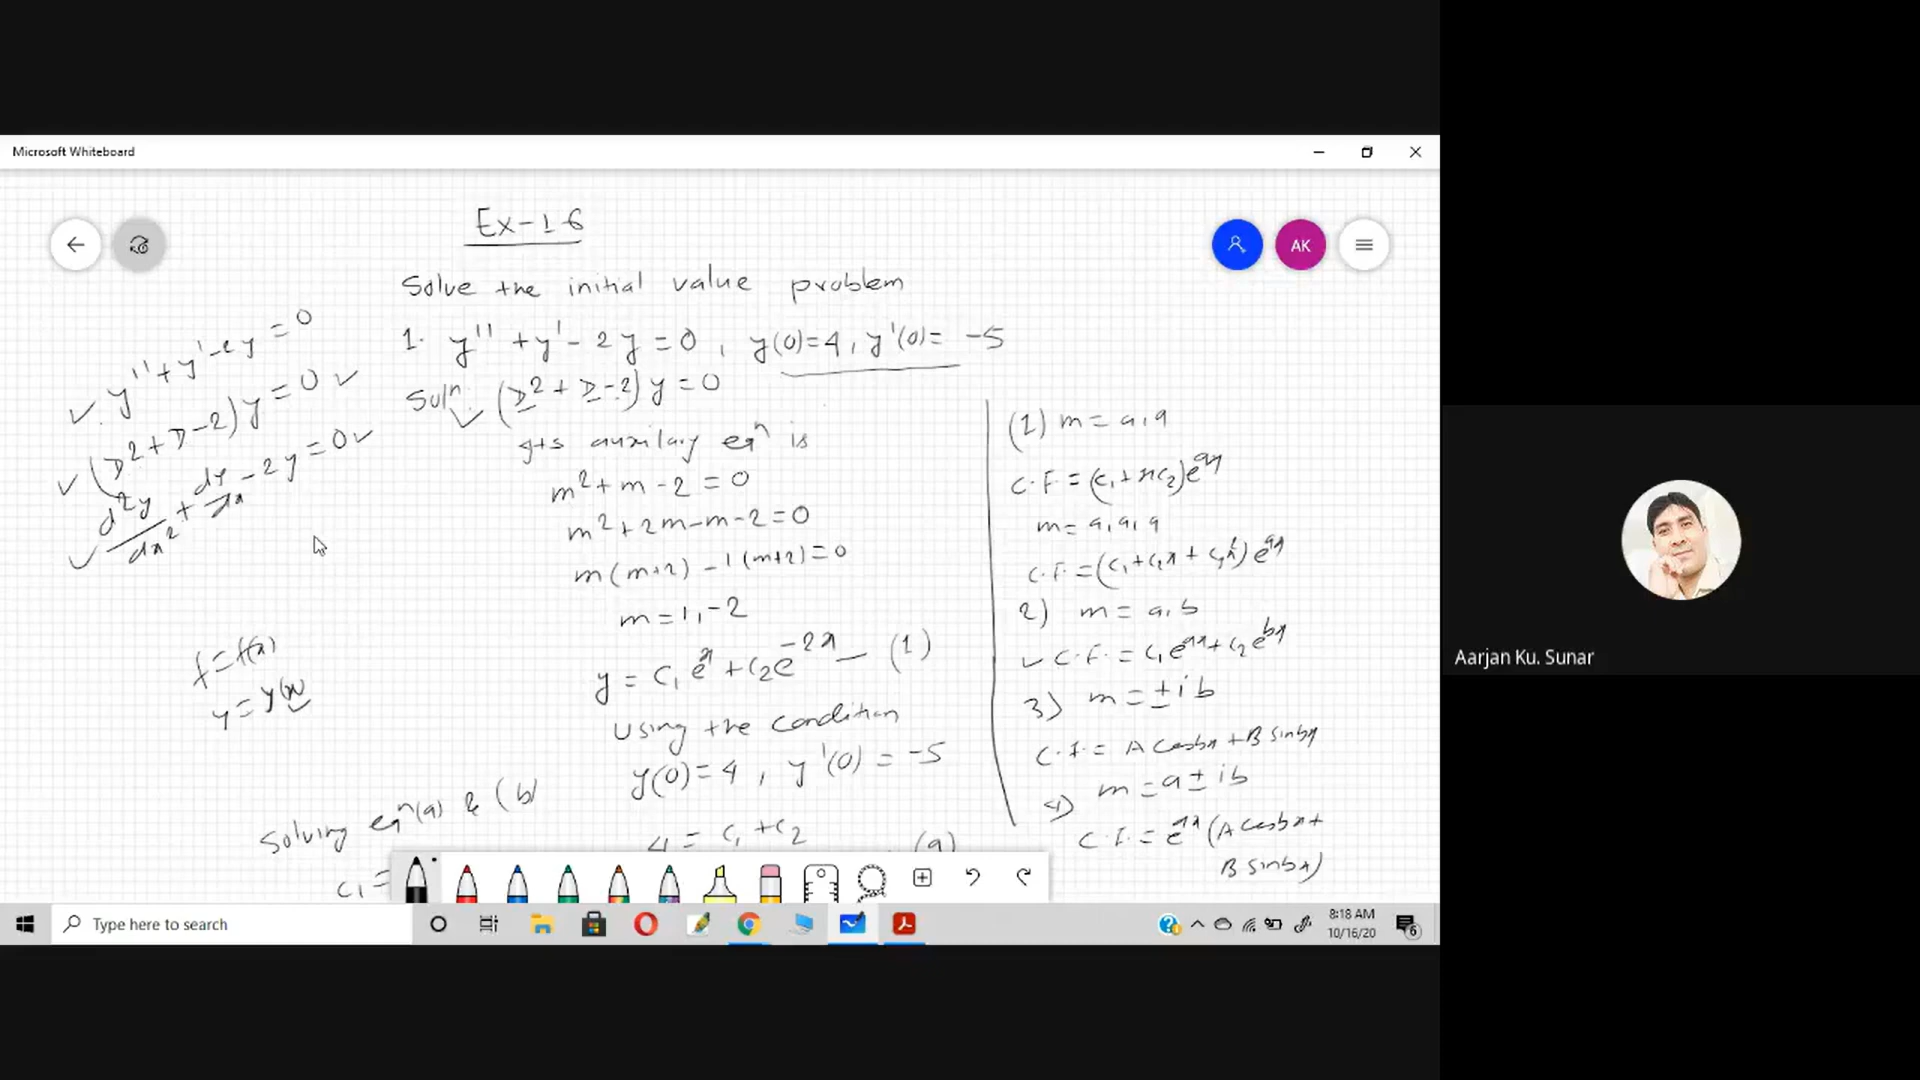 Microsoft Whiteboard
Ex-16
Solve the initial value problem
1. y'' + y' - 2y = 0, y(0)=4, y'(0)= -5
Soln (D² + D - 2) y = 0
y'' + y' - 2y = 0
(D² + D - 2) y = 0
d²y/dx² + dy/dx - 2y = 0
its auxilary eqn is
m² + m - 2 = 0
m² + 2m - m - 2 = 0
m(m+2) - 1(m+2) = 0
m = 1, -2
y = c₁eˣ + c₂e⁻²ˣ — (1)
Using the condition
y(0) = 4, y'(0) = -5
4 = c₁ + c₂
(a)
f = f(x)
y = y(x)
Solving eqn (a) & (b)
c₁ =
(1) m = a, a
C.F. = (c₁ + xc₂)eᵃˣ
m = a, a, a
C.F. = (c₁ + c₂x + c₃x²)eᵃˣ
2) m = a, b
C.F. = c₁eᵃˣ + c₂eᵇˣ
3) m = ± ib
C.F. = A cosbx + B sinbx
4) m = a ± ib
C.F. = eᵃˣ (A cosbx +
B sinbx)
AK
Aarjan Ku. Sunar
Type here to search
8:18 AM
10/16/20
6